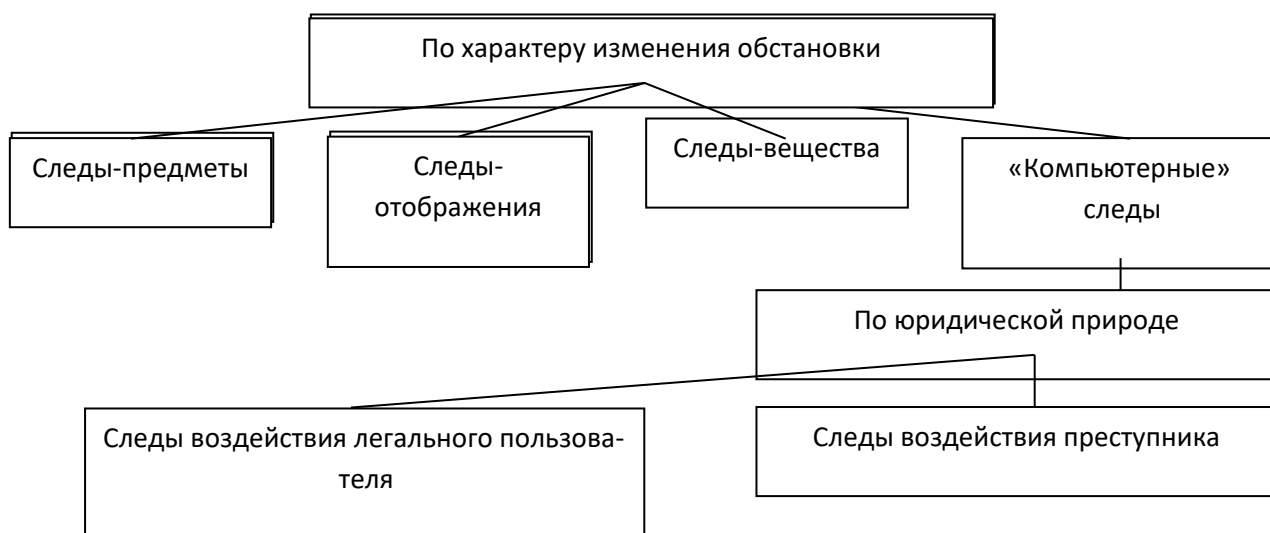 По характеру изменения обстановки
Следы-предметы
Следы-
отображения
Следы-вещества
«Компьютерные»
следы
По юридической природе
Следы воздействия легального пользова-
теля
Следы воздействия преступника